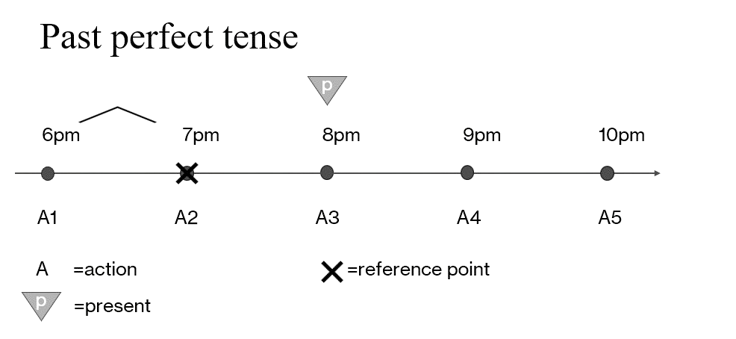 Past perfect tense
p
6pm 7pm 8pm 9pm 10pm
A1 A2 A3 A4 A5
A =action =reference point
p =present